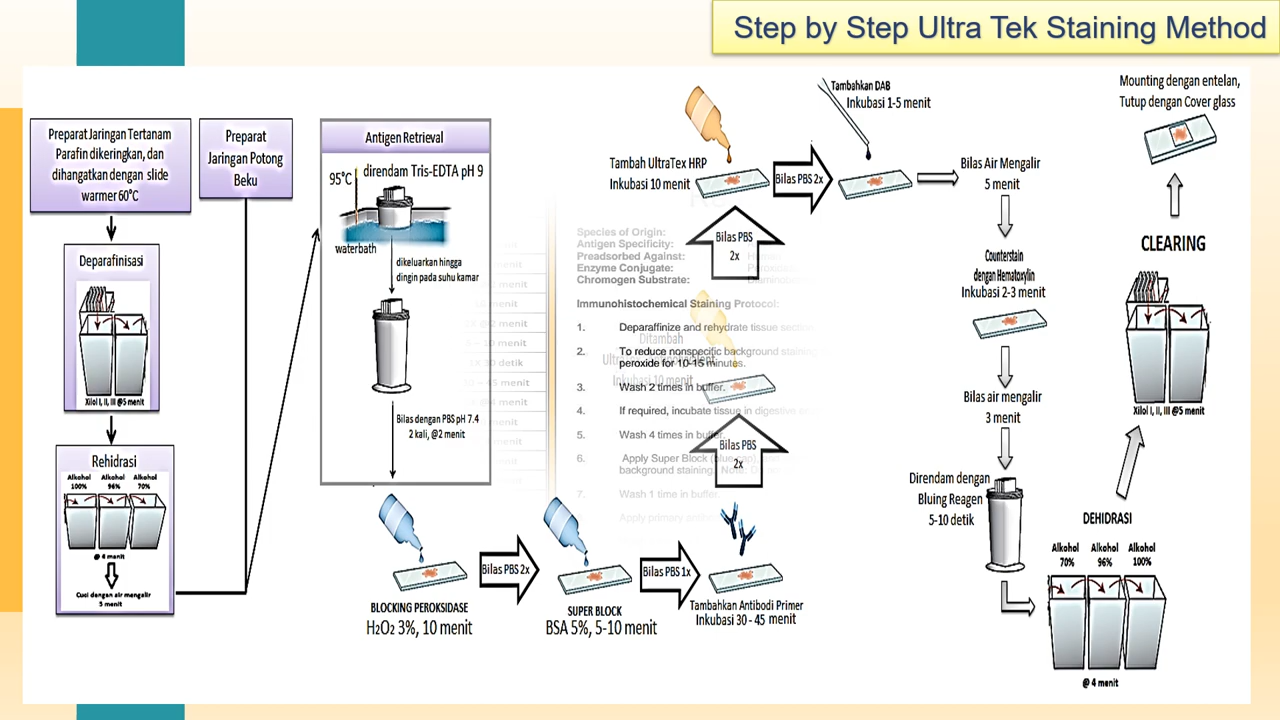 Step by Step Ultra Tek Staining Method
Preparat Jaringan Tertanam
Parafin dikeringkan, dan
dihangatkan dengan slide
warmer 60°C
Preparat
Jaringan Potong
Beku
Deparafinisasi
Xilol I, II, III @5 menit
Rehidrasi
Alkohol
100%
Alkohol
96%
Alkohol
70%
@ 4 menit
Cuci dengan air mengalir
5 menit
Antigen Retrieval
direndam Tris-EDTA pH 9
95°C
waterbath
dikeluarkan hingga
dingin pada suhu kamar
Bilas dengan PBS pH 7.4
2 kali, @2 menit
BLOCKING PEROKSIDASE
H2O2 3%, 10 menit
Bilas PBS 2x
SUPER BLOCK
BSA 5%, 5-10 menit
Bilas PBS 1x
Tambahkan Antibodi Primer
Inkubasi 30 - 45 menit
Bilas PBS
2x
Ditambah
Inkubasi 10 menit
Species of Origin:
Antigen Specificity:
Preadsorbed Against:
Enzyme Conjugate:
Chromogen Substrate:
Immunohistochemical Staining Protocol:
1. Deparaffinize and rehydrate tissue
2. To reduce nonspecific background staining
peroxide for 10-15 minutes.
3. Wash 2 times in buffer.
4. If required, incubate tissue in digestive
5. Wash 4 times in buffer.
6. Apply Super Block
background staining.
7. Wash 1 time in buffer.
Apply primary
Bilas PBS
2x
Tambah UltraTex HRP
Inkubasi 10 menit
Bilas PBS 2x
Tambahkan DAB
Inkubasi 1-5 menit
Bilas Air Mengalir
5 menit
Counterstain
dengan Hematoxylin
Inkubasi 2-3 menit
Bilas air mengalir
3 menit
Direndam dengan
Bluing Reagen
5-10 detik
DEHIDRASI
Alkohol
70%
Alkohol
96%
Alkohol
100%
@ 4 menit
Xilol I, II, III @5 menit
CLEARING
Mounting dengan entelan,
Tutup dengan Cover glass